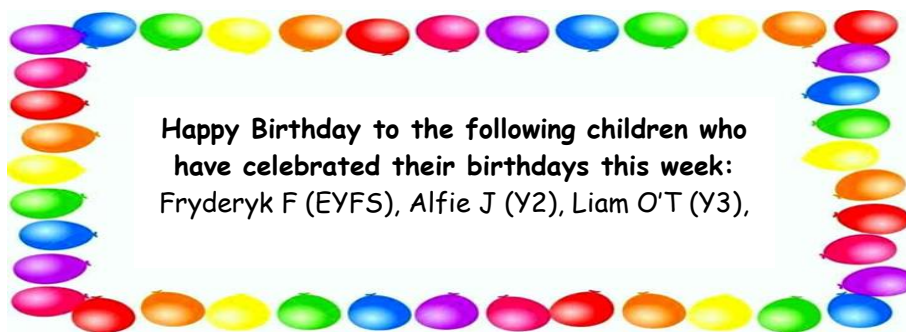 Happy Birthday to the following children who
have celebrated their birthdays this week:
Fryderyk F (EYFS), Alfie J (Y2), Liam O'T (Y3),